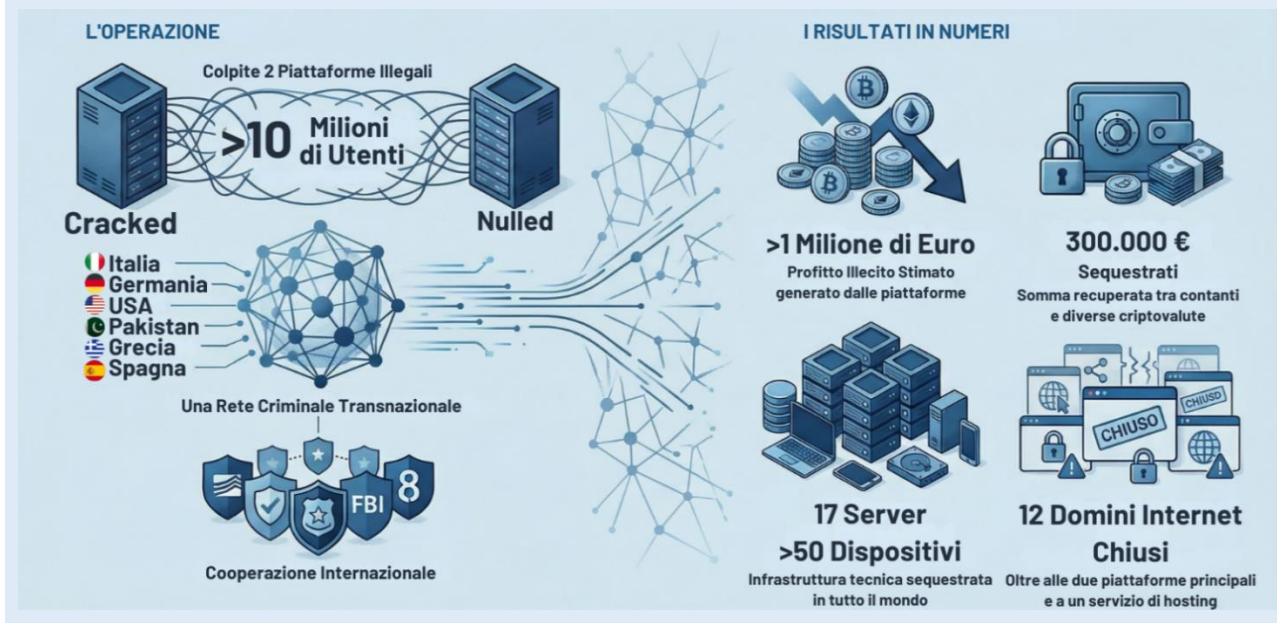 L'OPERAZIONE
Colpite 2 Piattaforme Illegali
>10 Milioni
di Utenti
Cracked
Nulled
Italia
Germania
USA
Pakistan
Grecia
Spagna
Una Rete Criminale Transnazionale
FBI
8
Cooperazione Internazionale
I RISULTATI IN NUMERI
>1 Milione di Euro
Profitto Illecito Stimato
generato dalle piattaforme
300.000 €
Sequestrati
Somma recuperata tra contanti
e diverse criptovalute
17 Server
>50 Dispositivi
Infrastruttura tecnica sequestrata
in tutto il mondo
CHIUSO
CHIUSD
12 Domini Internet
Chiusi
Oltre alle due piattaforme principali
e a un servizio di hosting